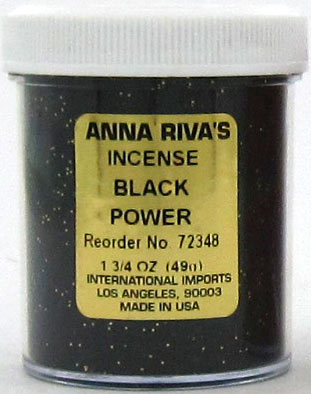 ANNA RIVA'S
INCENSE
BLACK
POWER
Reorder No. 72348
1 3/4 OZ. (49g)
INTERNATIONAL IMPORTS
LOS ANGELES, 90003
MADE IN USA